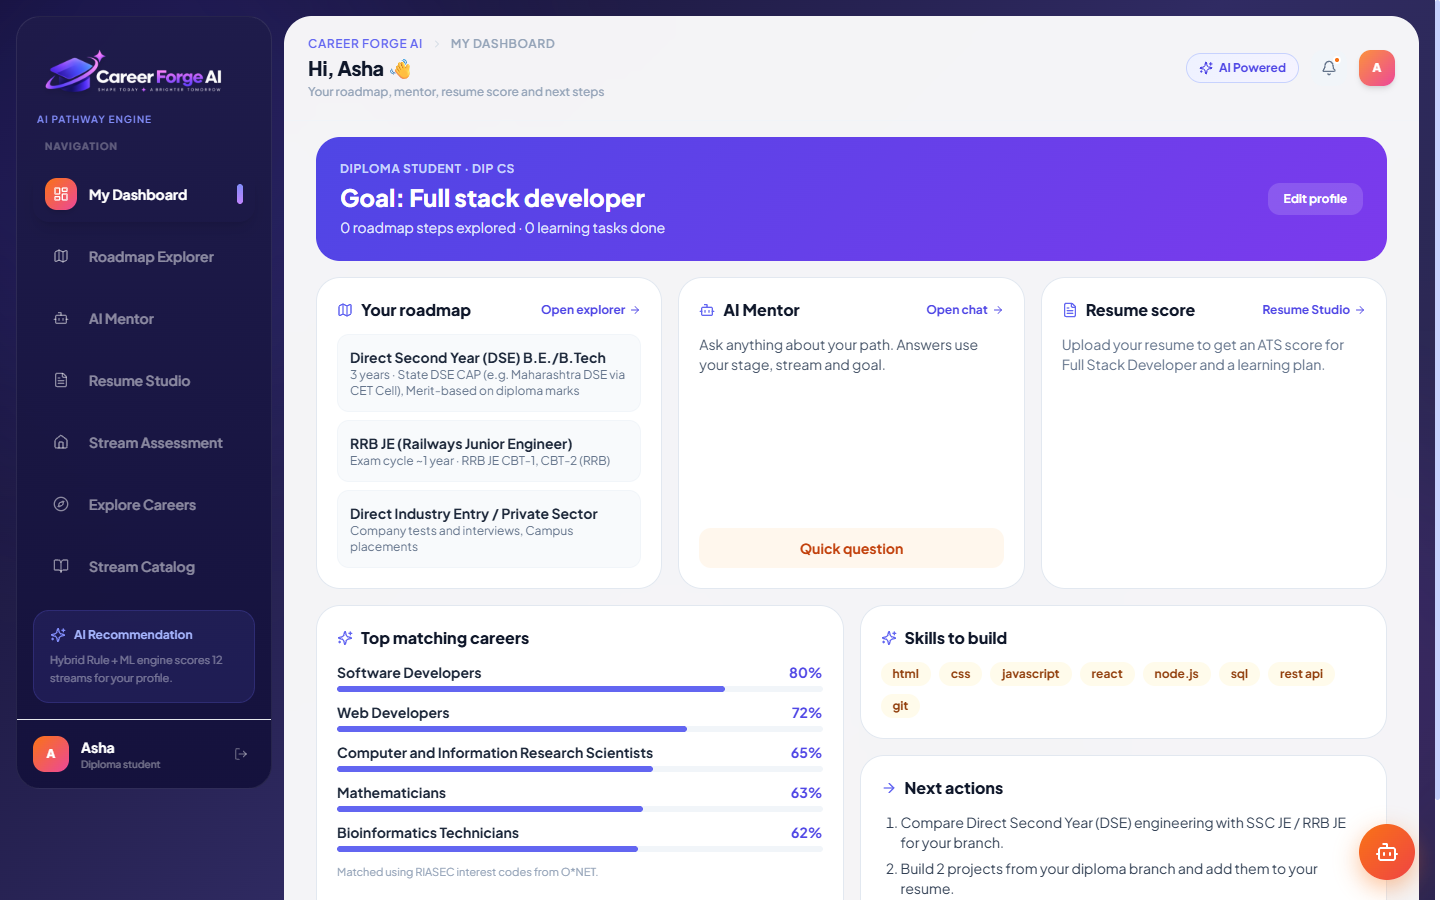 Career Forge AI
SHAPE TODAY ✦ A BRIGHTER TOMORROW
AI PATHWAY ENGINE
NAVIGATION
My Dashboard
Roadmap Explorer
AI Mentor
Resume Studio
Stream Assessment
Explore Careers
Stream Catalog
AI Recommendation
Hybrid Rule + ML engine scores 12
streams for your profile.
A
Asha
Diploma student
CAREER FORGE AI > MY DASHBOARD
Hi, Asha 👋
Your roadmap, mentor, resume score and next steps
AI Powered
A
DIPLOMA STUDENT · DIP CS
Goal: Full stack developer
0 roadmap steps explored · 0 learning tasks done
Edit profile
Your roadmap
Open explorer →
Direct Second Year (DSE) B.E./B.Tech
3 years · State DSE CAP (e.g. Maharashtra DSE via
CET Cell), Merit-based on diploma marks
RRB JE (Railways Junior Engineer)
Exam cycle ~1 year · RRB JE CBT-1, CBT-2 (RRB)
Direct Industry Entry / Private Sector
Company tests and interviews, Campus
placements
AI Mentor
Open chat →
Ask anything about your path. Answers use
your stage, stream and goal.
Quick question
Resume score
Resume Studio →
Upload your resume to get an ATS score for
Full Stack Developer and a learning plan.
Top matching careers
Software Developers 80%
Web Developers 72%
Computer and Information Research Scientists 65%
Mathematicians 63%
Bioinformatics Technicians 62%
Matched using RIASEC interest codes from O*NET.
Skills to build
html css javascript react node.js sql rest api
git
Next actions
1. Compare Direct Second Year (DSE) engineering with SSC JE / RRB JE
for your branch.
2. Build 2 projects from your diploma branch and add them to your
resume.